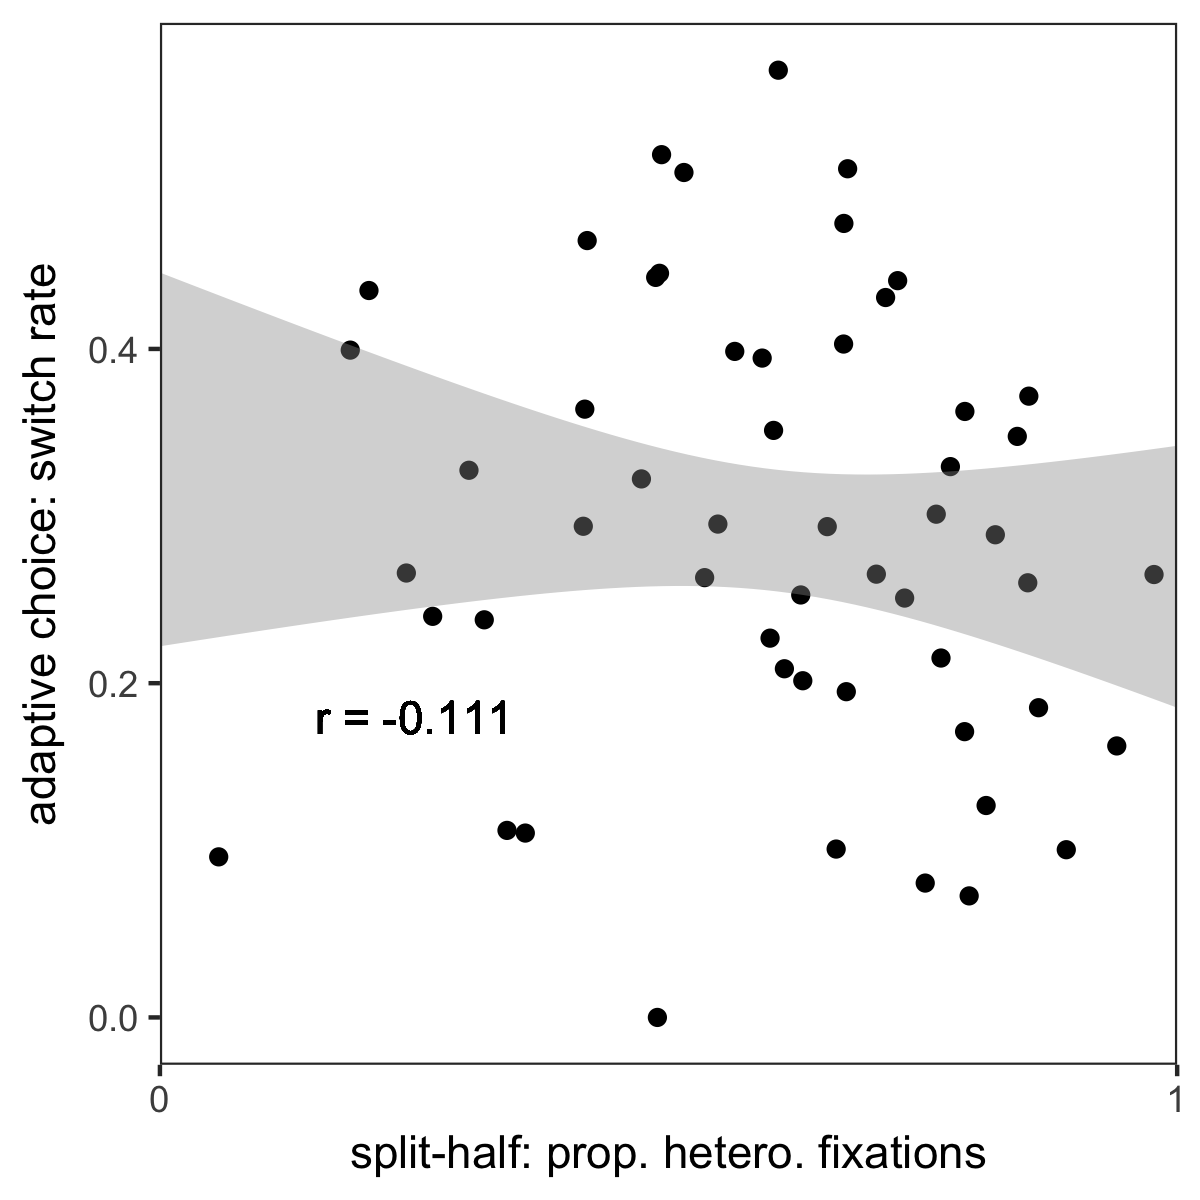 adaptive choice: switch rate
0.4
0.2
0.0
r = -0.111
0
1
split-half: prop. hetero. fixations